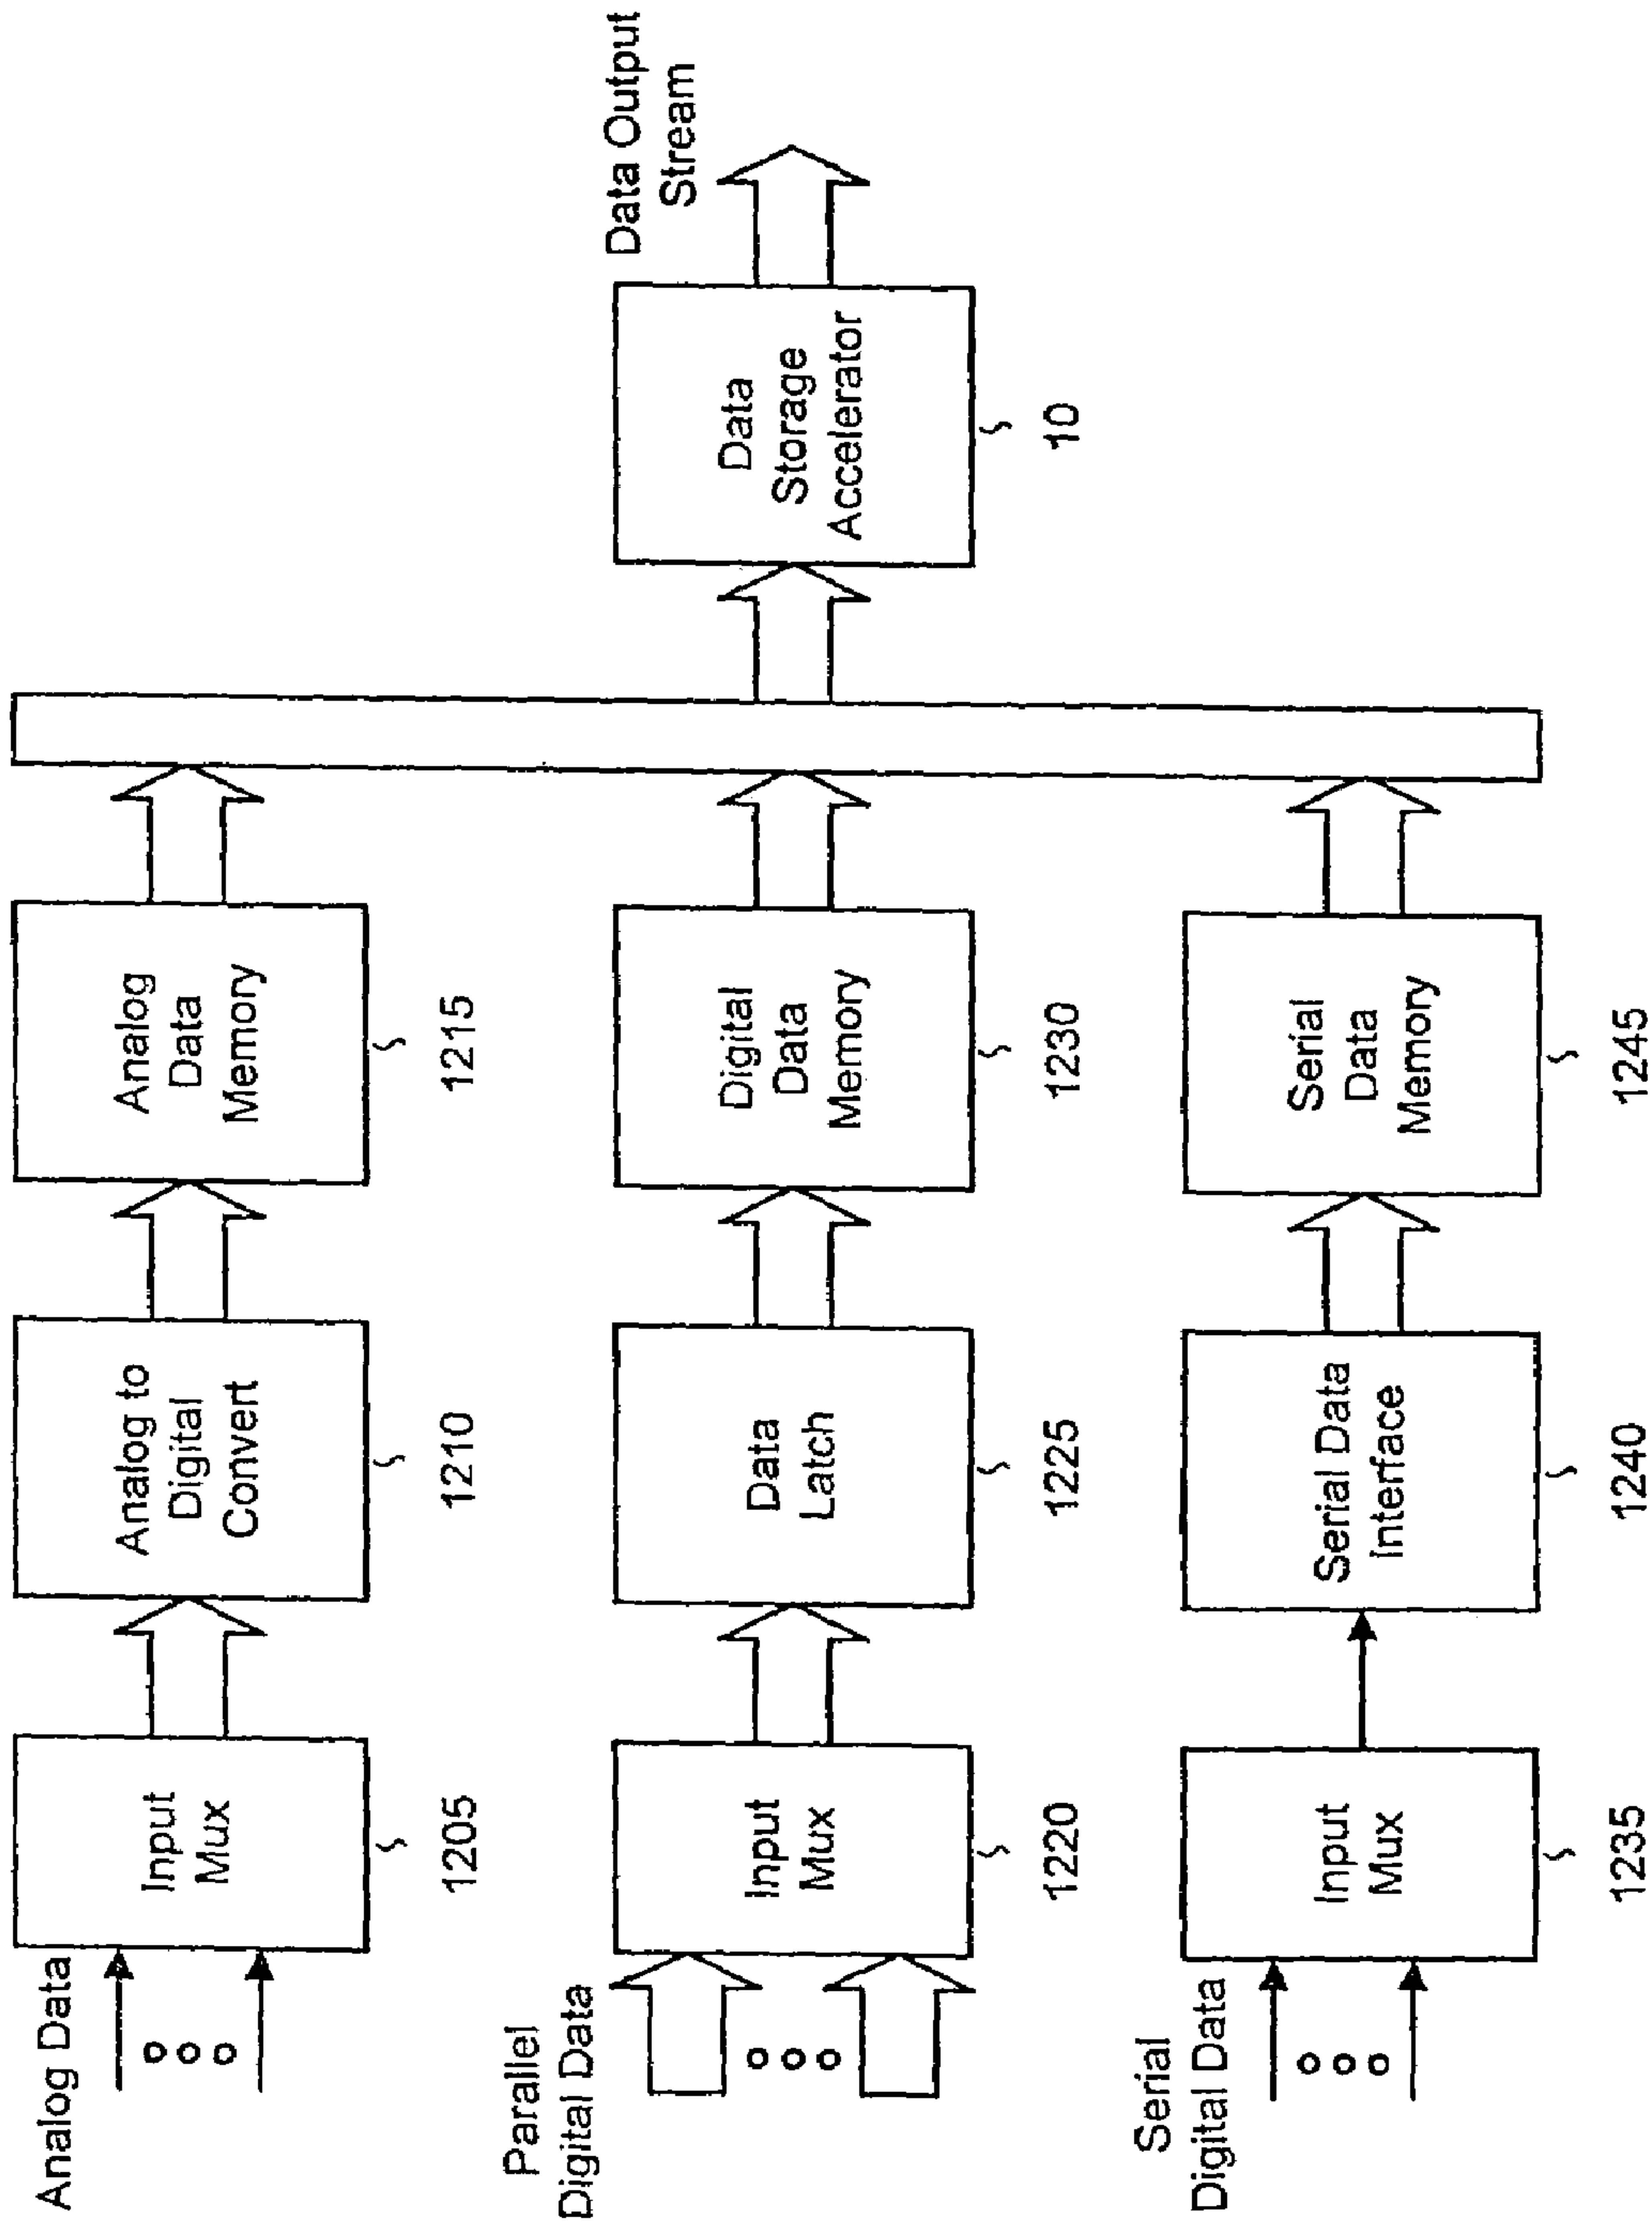 Analog Data
Input
Mux
1205
Analog to
Digital
Convert
1210
Analog
Data
Memory
1215
Parallel
Digital Data
Input
Mux
1220
Data
Latch
1225
Digital
Data
Memory
1230
Data
Storage
Accelerator
10
Data Output
Stream
Serial
Digital Data
Input
Mux
1235
Serial Data
Interface
1240
Serial
Data
Memory
1245